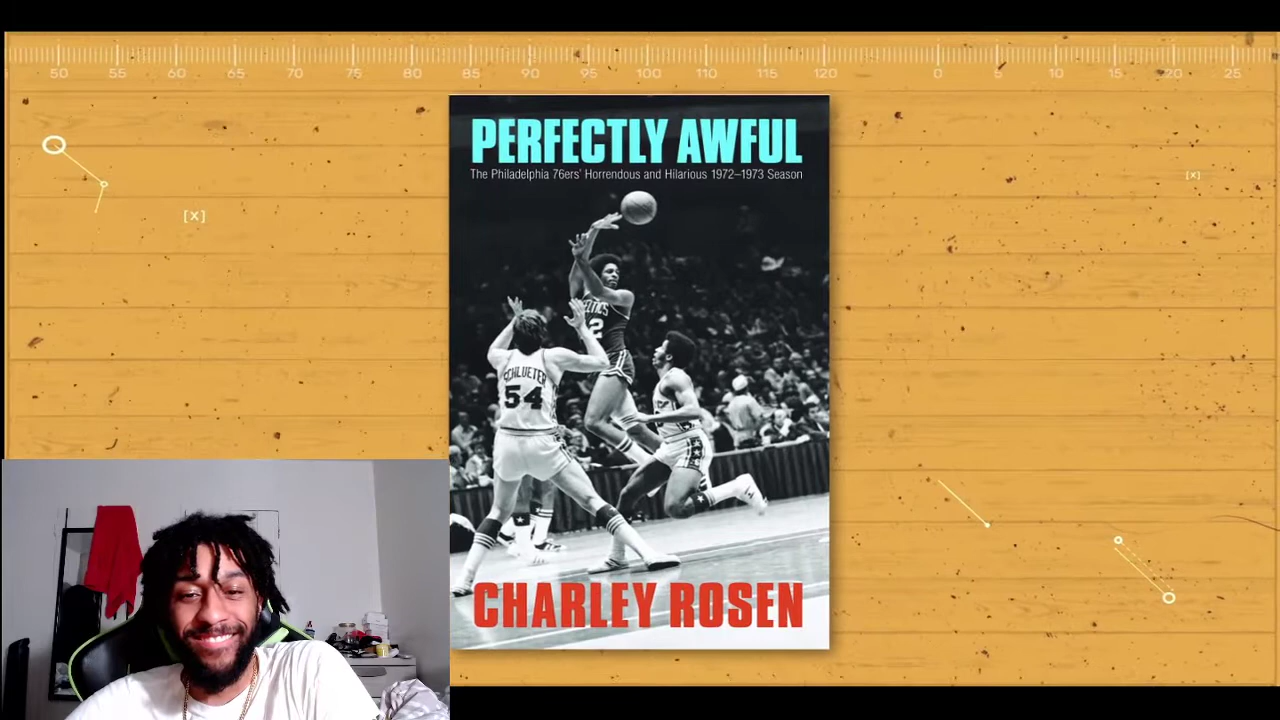 50 55 60 65 70 75 80 85 90 95 100 110 115 120 0 5 10 15 20 25
PERFECTLY AWFUL
The Philadelphia 76ers' Horrendous and Hilarious 1972–1973 Season
[X]
[X]
SCHLUETER
54
CHARLEY ROSEN